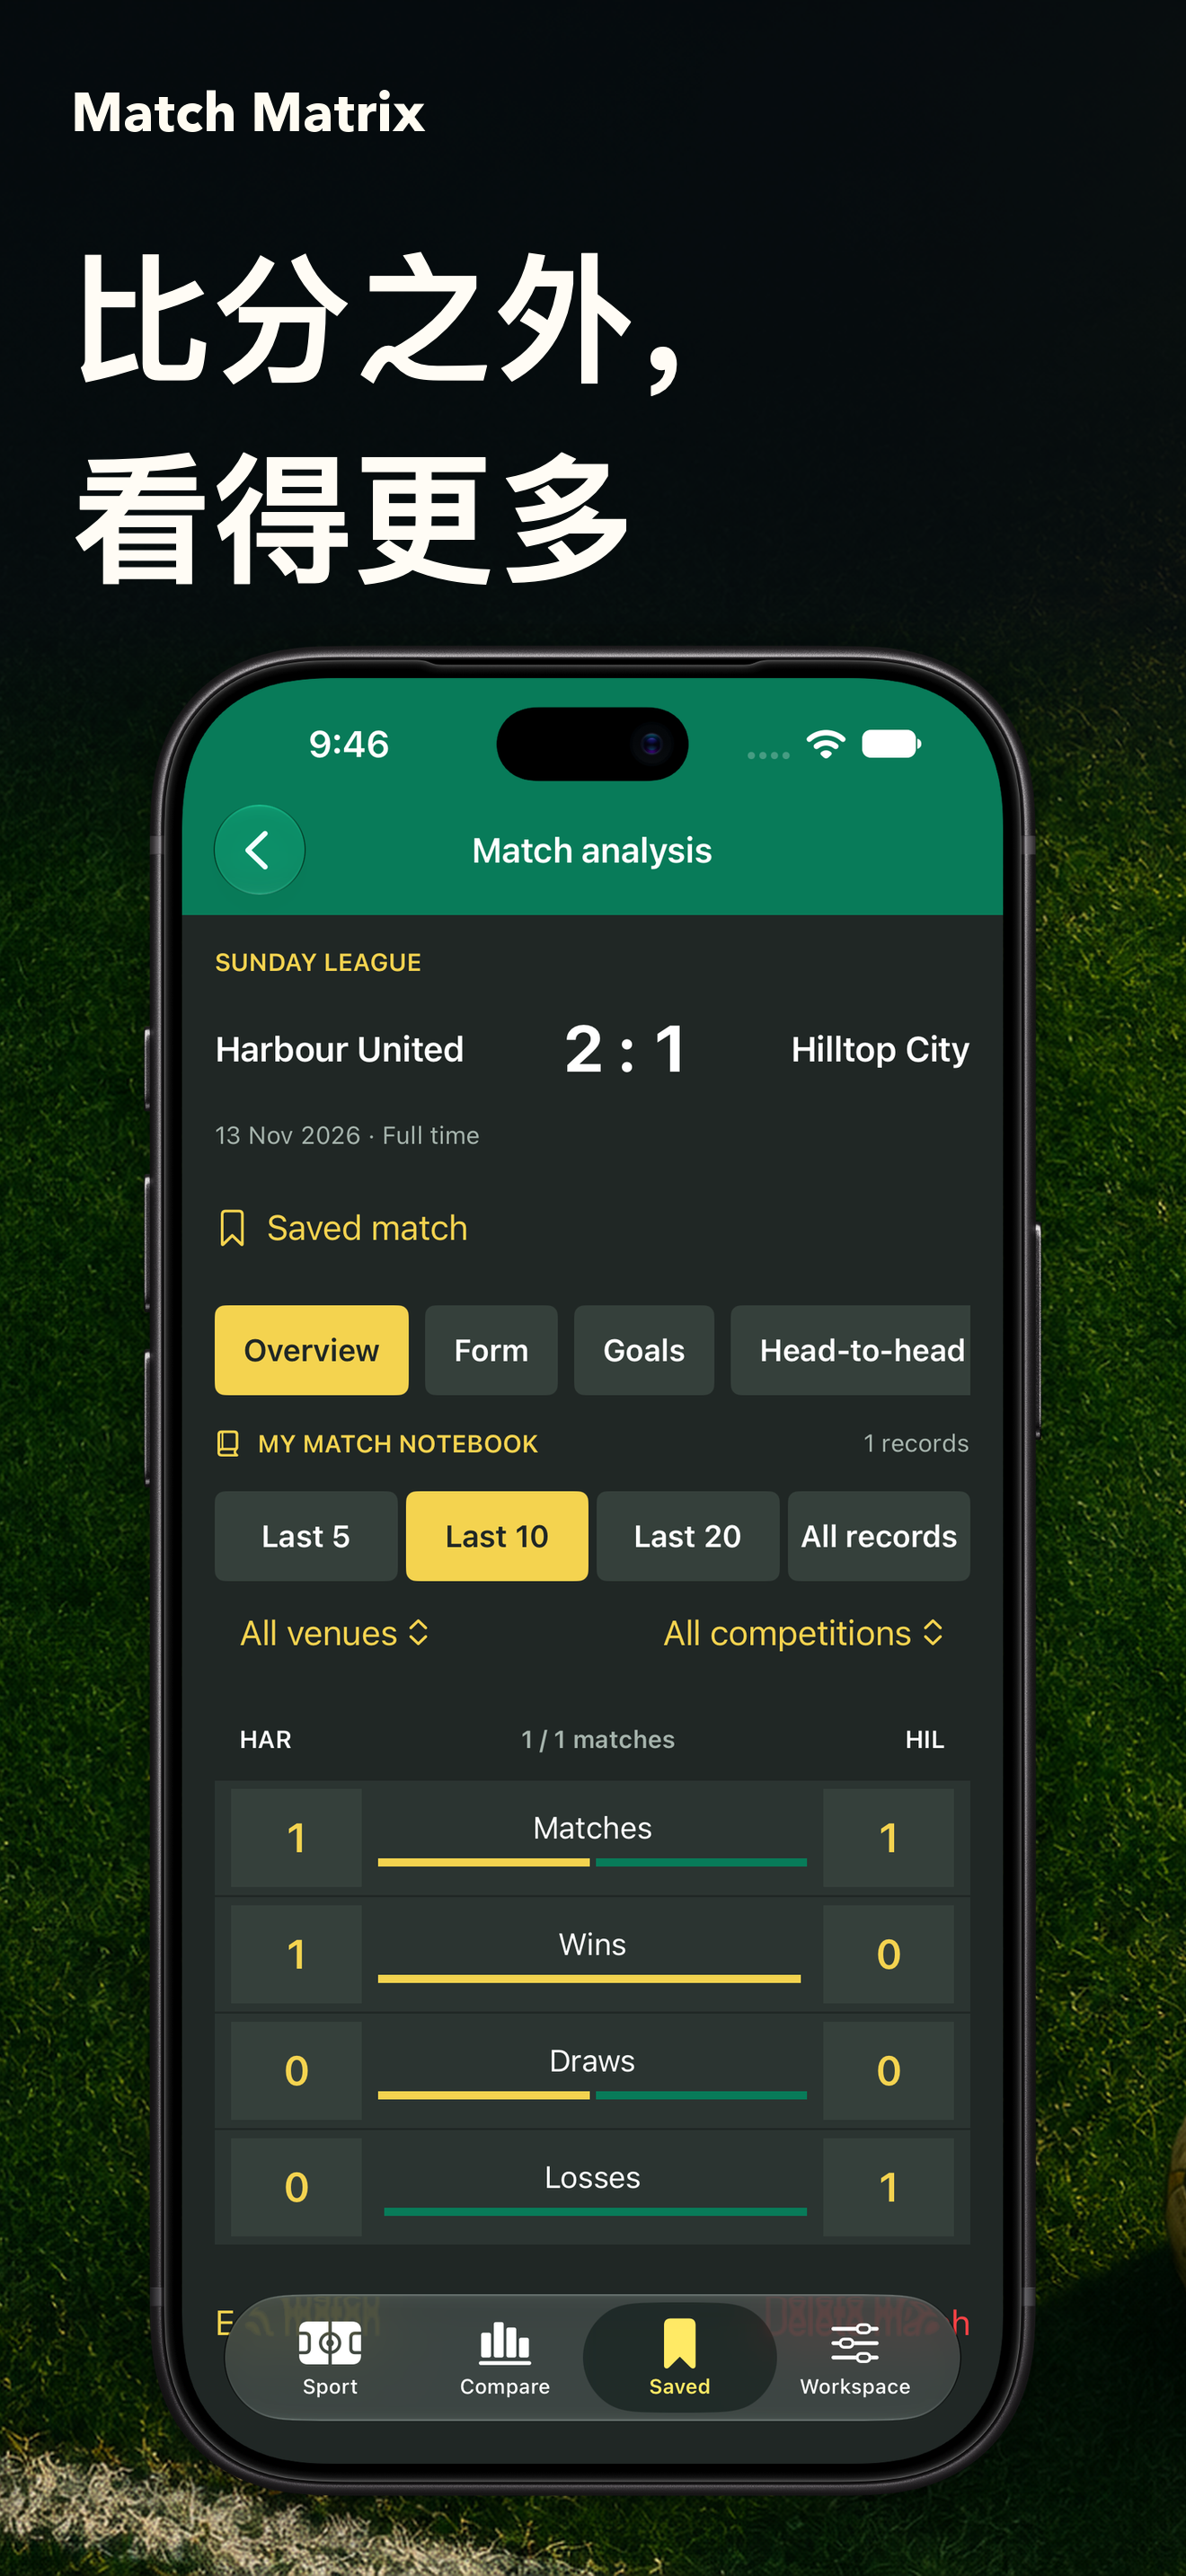 Match Matrix
比分之外，
看得更多
9:46
Match analysis
SUNDAY LEAGUE
Harbour United 2 : 1 Hilltop City
13 Nov 2026 · Full time
Saved match
Overview Form Goals Head-to-head
MY MATCH NOTEBOOK 1 records
Last 5 Last 10 Last 20 All records
All venues All competitions
HAR 1 / 1 matches HIL
1 Matches 1
1 Wins 0
0 Draws 0
0 Losses 1
Sport Compare Saved Workspace